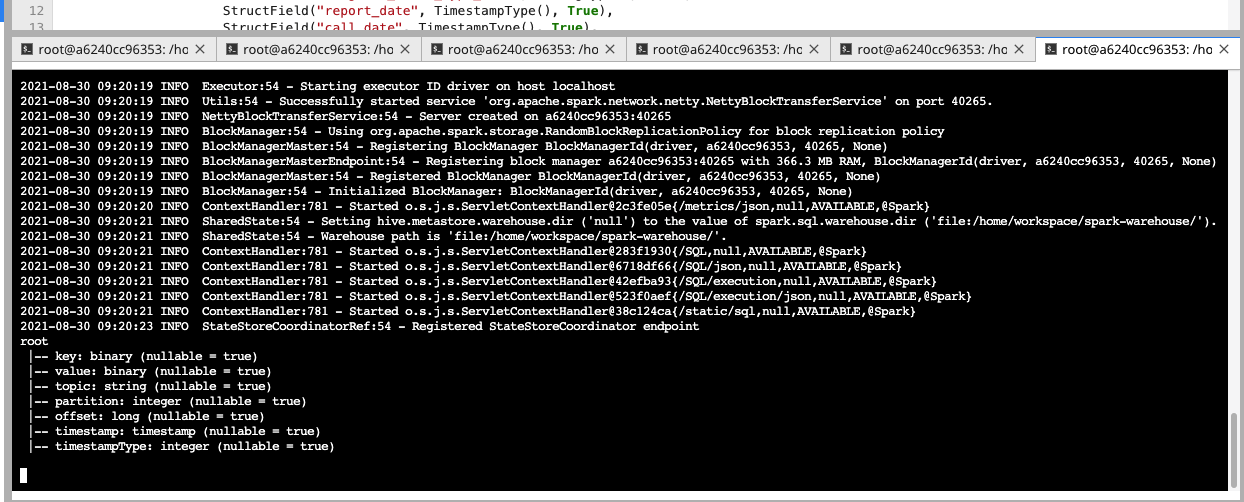 12 StructField("report_date", TimestampType(), True),
13 StructField("call_date", TimestampType(), True),
root@a6240cc96353: /ho × root@a6240cc96353: /ho × root@a6240cc96353: /ho × root@a6240cc96353: /ho × root@a6240cc96353: /ho × root@a6240cc96353: /ho ×
2021-08-30 09:20:19 INFO  Executor:54 - Starting executor ID driver on host localhost
2021-08-30 09:20:19 INFO  Utils:54 - Successfully started service 'org.apache.spark.network.netty.NettyBlockTransferService' on port 40265.
2021-08-30 09:20:19 INFO  NettyBlockTransferService:54 - Server created on a6240cc96353:40265
2021-08-30 09:20:19 INFO  BlockManager:54 - Using org.apache.spark.storage.RandomBlockReplicationPolicy for block replication policy
2021-08-30 09:20:19 INFO  BlockManagerMaster:54 - Registering BlockManager BlockManagerId(driver, a6240cc96353, 40265, None)
2021-08-30 09:20:19 INFO  BlockManagerMasterEndpoint:54 - Registering block manager a6240cc96353:40265 with 366.3 MB RAM, BlockManagerId(driver, a6240cc96353, 40265, None)
2021-08-30 09:20:19 INFO  BlockManagerMaster:54 - Registered BlockManager BlockManagerId(driver, a6240cc96353, 40265, None)
2021-08-30 09:20:19 INFO  BlockManager:54 - Initialized BlockManager: BlockManagerId(driver, a6240cc96353, 40265, None)
2021-08-30 09:20:20 INFO  ContextHandler:781 - Started o.s.j.s.ServletContextHandler@2c3fe05e{/metrics/json,null,AVAILABLE,@Spark}
2021-08-30 09:20:21 INFO  SharedState:54 - Setting hive.metastore.warehouse.dir ('null') to the value of spark.sql.warehouse.dir ('file:/home/workspace/spark-warehouse/').
2021-08-30 09:20:21 INFO  SharedState:54 - Warehouse path is 'file:/home/workspace/spark-warehouse/'.
2021-08-30 09:20:21 INFO  ContextHandler:781 - Started o.s.j.s.ServletContextHandler@283f1930{/SQL,null,AVAILABLE,@Spark}
2021-08-30 09:20:21 INFO  ContextHandler:781 - Started o.s.j.s.ServletContextHandler@6718df66{/SQL/json,null,AVAILABLE,@Spark}
2021-08-30 09:20:21 INFO  ContextHandler:781 - Started o.s.j.s.ServletContextHandler@42efba93{/SQL/execution,null,AVAILABLE,@Spark}
2021-08-30 09:20:21 INFO  ContextHandler:781 - Started o.s.j.s.ServletContextHandler@523f0aef{/SQL/execution/json,null,AVAILABLE,@Spark}
2021-08-30 09:20:21 INFO  ContextHandler:781 - Started o.s.j.s.ServletContextHandler@38c124ca{/static/sql,null,AVAILABLE,@Spark}
2021-08-30 09:20:23 INFO  StateStoreCoordinatorRef:54 - Registered StateStoreCoordinator endpoint
root
 |-- key: binary (nullable = true)
 |-- value: binary (nullable = true)
 |-- topic: string (nullable = true)
 |-- partition: integer (nullable = true)
 |-- offset: long (nullable = true)
 |-- timestamp: timestamp (nullable = true)
 |-- timestampType: integer (nullable = true)